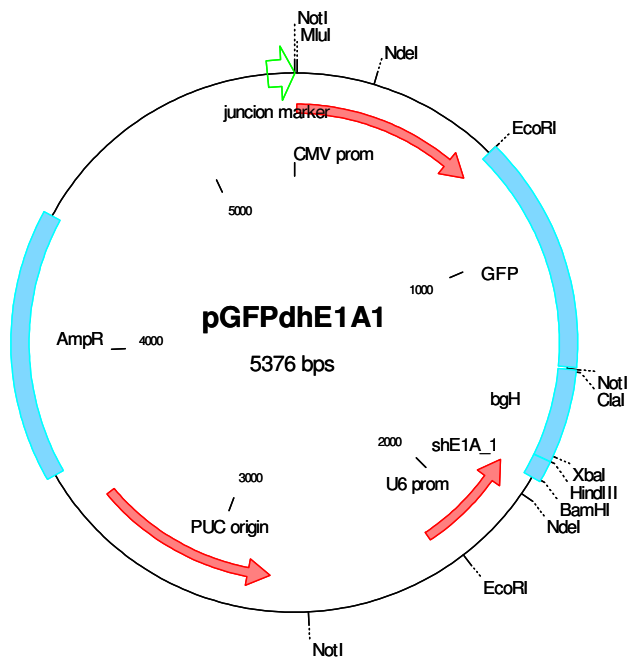 NotI
MluI
NdeI
juncion marker
EcoRI
CMV prom
5000
GFP
1000
pGFPdhE1A1
AmpR
4000
5376 bps
NotI
ClaI
bgH
2000
shE1A_1
XbaI
3000
U6 prom
HindIII
BamHI
PUC origin
NdeI
EcoRI
NotI